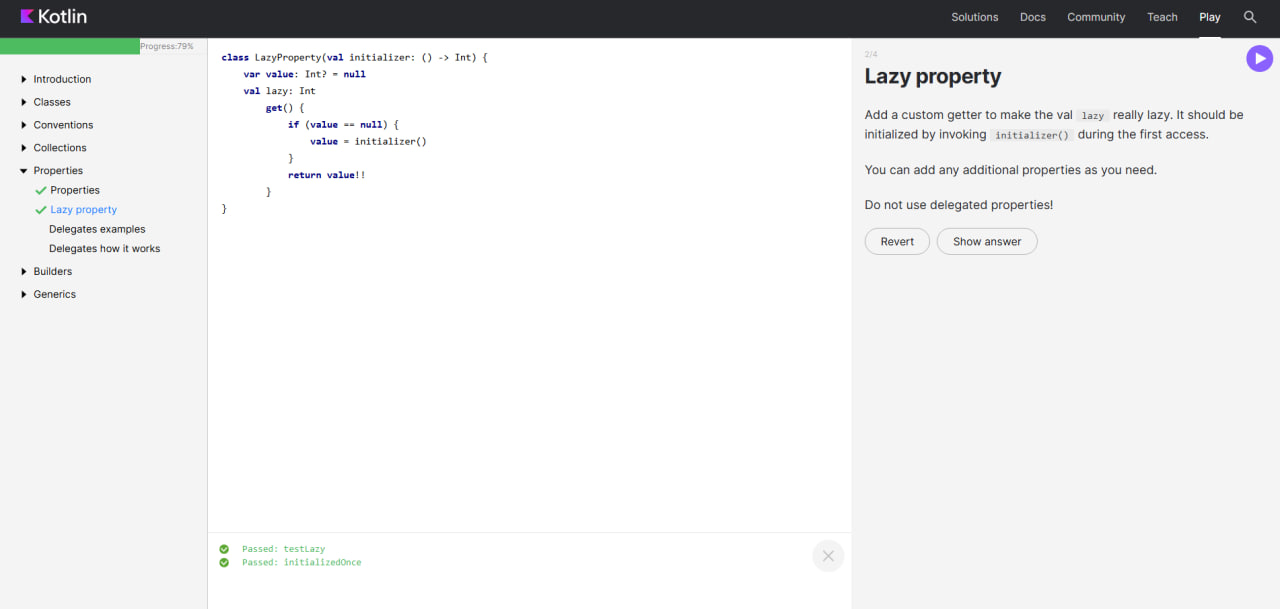 Kotlin
Solutions Docs Community Teach Play
Progress:79%
Introduction
Classes
Conventions
Collections
Properties
Properties
Lazy property
Delegates examples
Delegates how it works
Builders
Generics
class LazyProperty(val initializer: () -> Int) {
    var value: Int? = null
    val lazy: Int
        get() {
            if (value == null) {
                value = initializer()
            }
            return value!!
        }
}
Passed: testLazy
Passed: initializedOnce
2/4
Lazy property
Add a custom getter to make the val lazy really lazy. It should be
initialized by invoking initializer() during the first access.
You can add any additional properties as you need.
Do not use delegated properties!
Revert Show answer